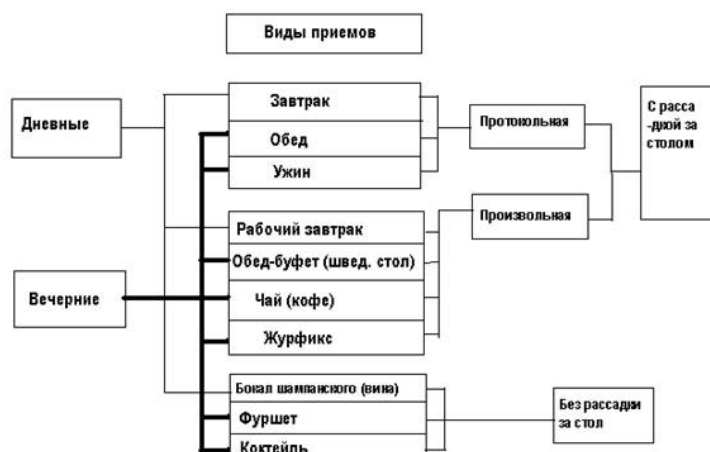 Виды приемов
Дневные
Завтрак
Обед
Ужин
Протокольная
С расса
-дкой за
столом
Рабочий завтрак
Обед-буфет (швед. стол)
Чай (кофе)
Журфикс
Произвольная
Вечерние
Бокал шампанского (вина)
Фуршет
Коктейль
Без рассадки
за стол